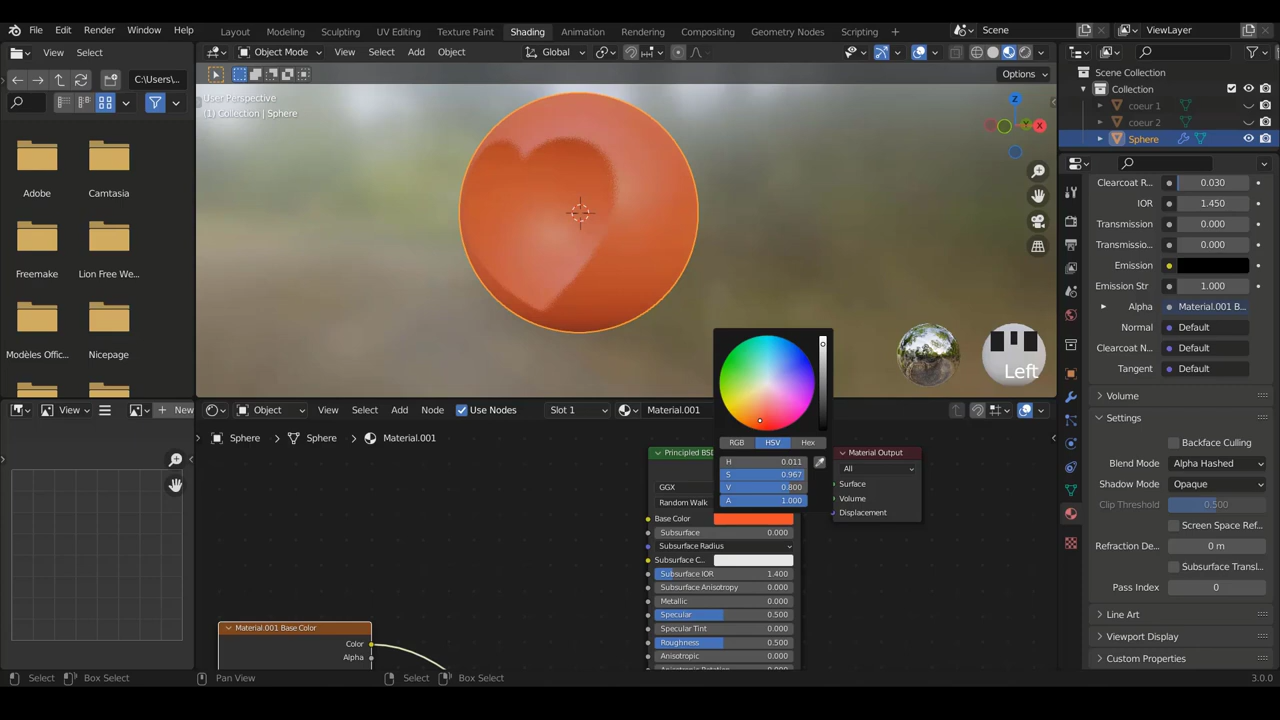 File Edit Render Window Help Layout Modeling Sculpting UV Editing Texture Paint Shading Animation Rendering Compositing Geometry Nodes Scripting + Scene ViewLayer
View Select Object Mode View Select Add Object Global
C:\Users\... Options
User Perspective
(1) Collection | Sphere
Z
Y X
Adobe Camtasia
Freemake Lion Free We...
Modèles Offic... Nicepage
Left
Scene Collection
Collection
coeur 1
coeur 2
Sphere
Clearcoat R... 0.030
IOR 1.450
Transmission 0.000
Transmissio... 0.000
Emission
Emission Str 1.000
Alpha Material.001 B...
Normal Default
Clearcoat N... Default
Tangent Default
Volume
Settings
Backface Culling
Blend Mode Alpha Hashed
Shadow Mode Opaque
Clip Threshold 0.500
Screen Space Ref...
Refraction De... 0 m
Subsurface Transl...
Pass Index 0
Line Art
Viewport Display
Custom Properties
View + New Object View Select Add Node Use Nodes Slot 1 Material.001
Sphere Sphere Material.001
RGB HSV Hex
H 0.011
S 0.967
V 0.800
A 1.000
Principled BSD
GGX
Random Walk
Base Color
Subsurface 0.000
Subsurface Radius
Subsurface C...
Subsurface IOR 1.400
Subsurface Anisotropy 0.000
Metallic 0.000
Specular 0.500
Specular Tint 0.000
Roughness 0.500
Anisotropic 0.000
Material Output
All
Surface
Volume
Displacement
Material.001 Base Color
Color
Alpha
Select Box Select Pan View Select Box Select 3.0.0